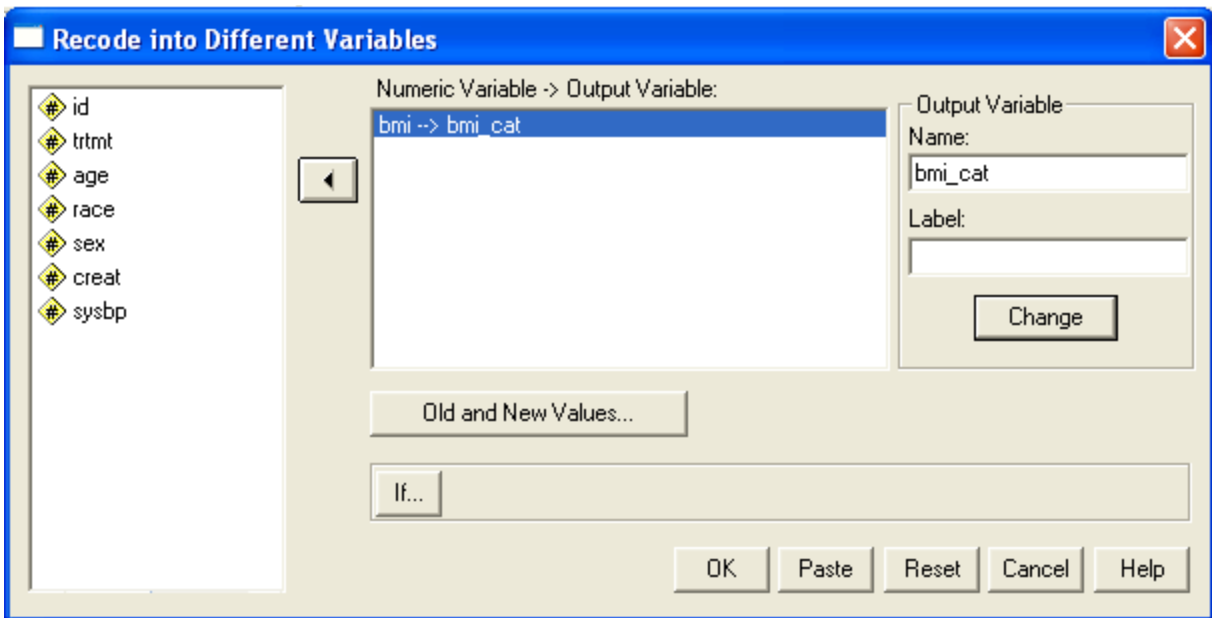 Recode into Different Variables
id
trtmt
age
race
sex
creat
sysbp
Numeric Variable -> Output Variable:
bmi --> bmi_cat
Output Variable
Name:
bmi_cat
Label:
Change
Old and New Values...
If...
OK Paste Reset Cancel Help